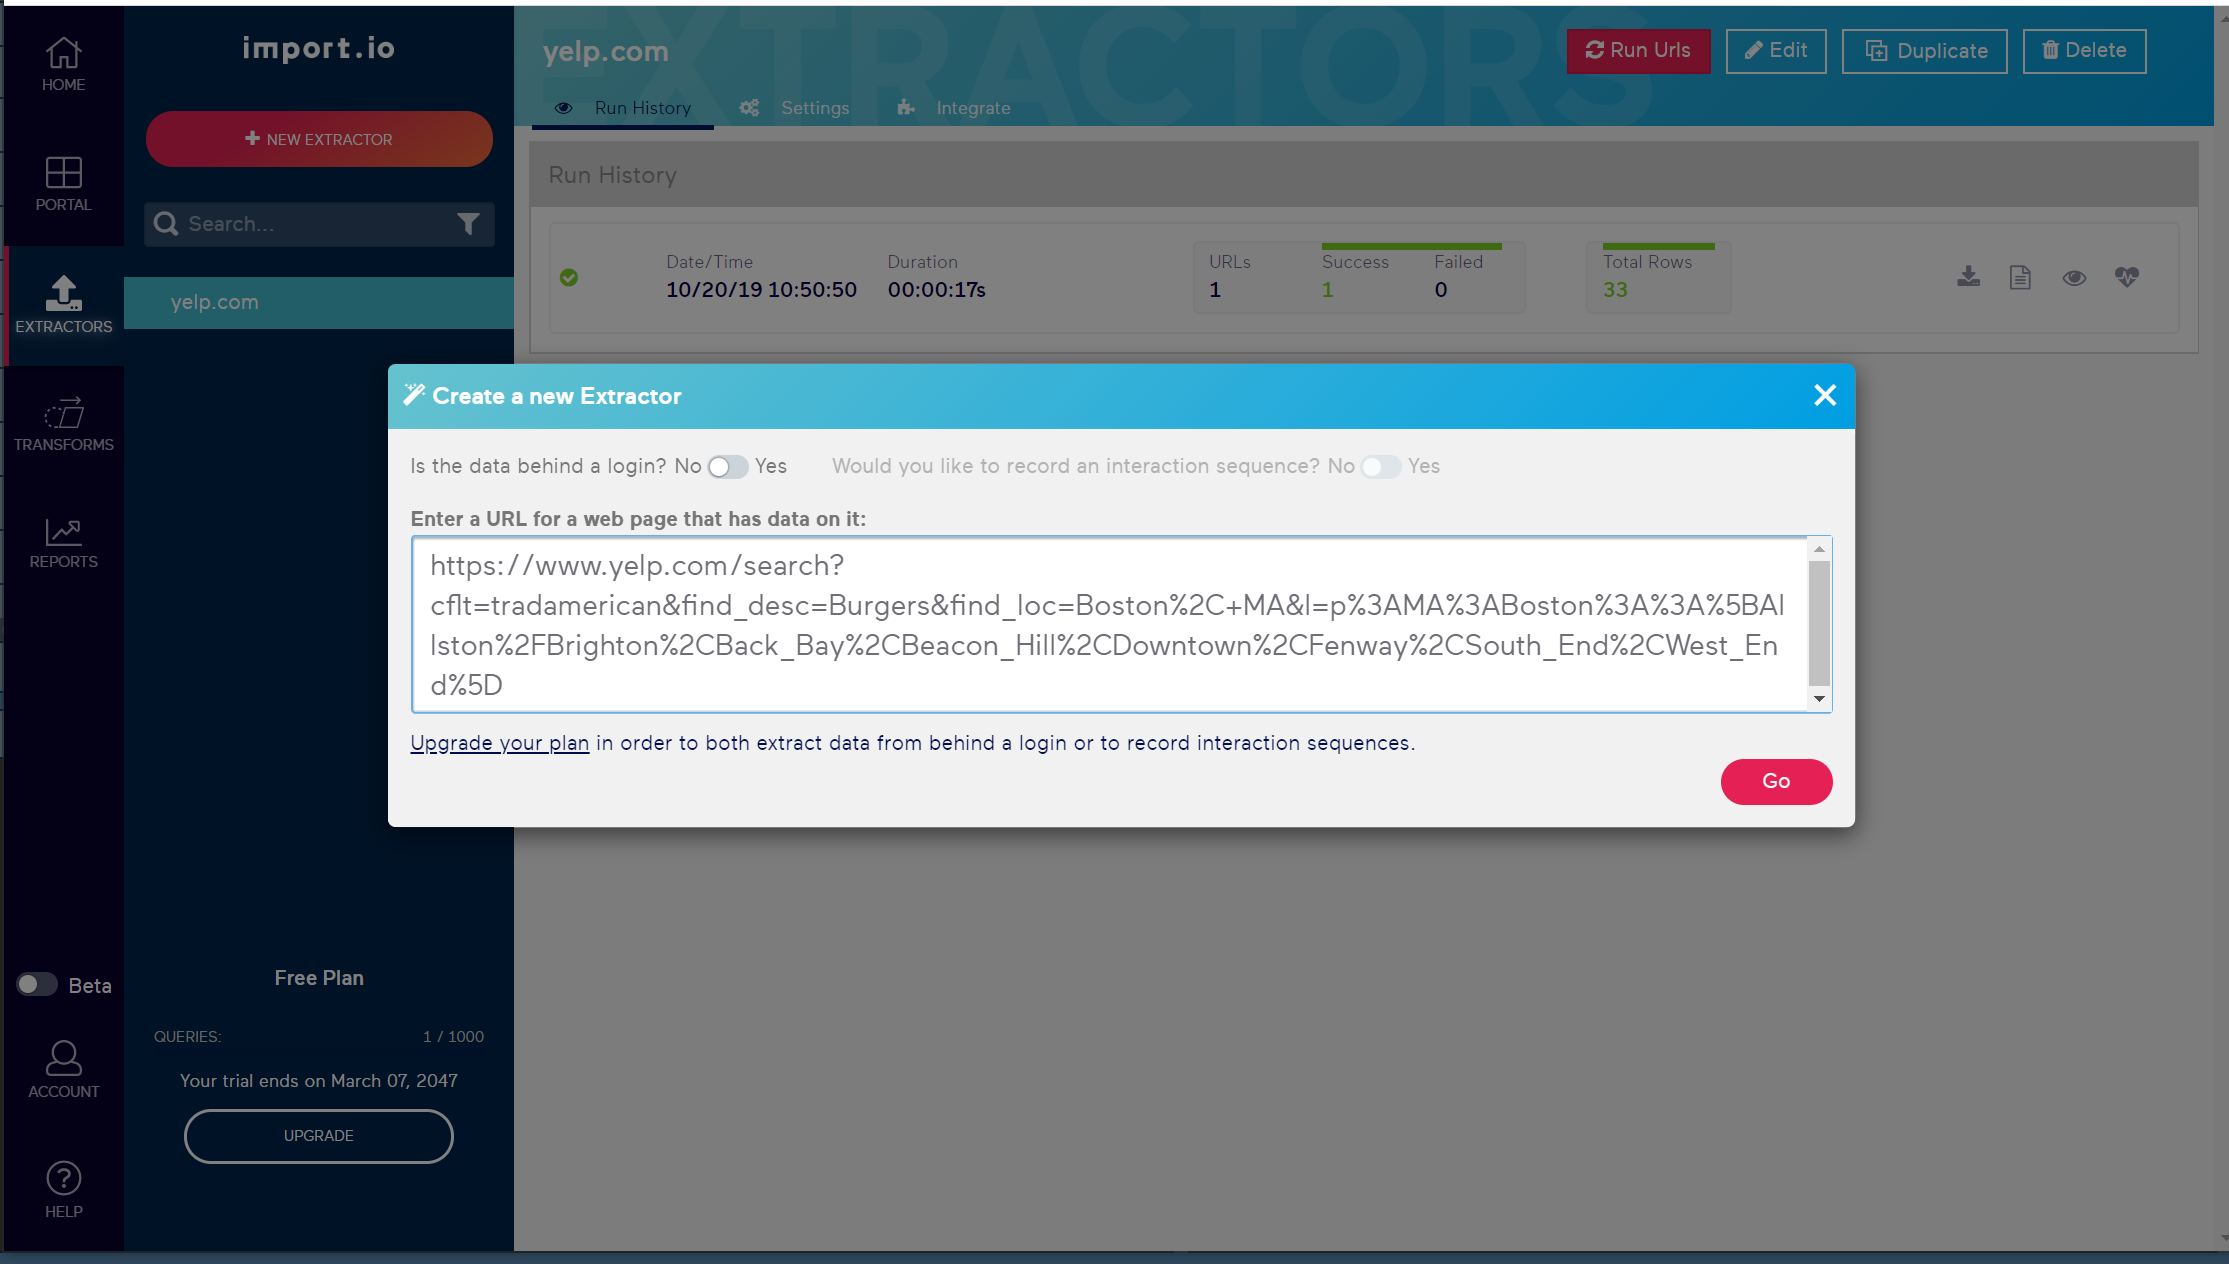 import.io
HOME
NEW EXTRACTOR
PORTAL
Search...
EXTRACTORS
yelp.com
TRANSFORMS
REPORTS
Beta
ACCOUNT
HELP
Free Plan
QUERIES: 1 / 1000
Your trial ends on March 07, 2047
UPGRADE
EXTRACTORS
yelp.com
Run Urls Edit Duplicate Delete
Run History Settings Integrate
Run History
Date/Time Duration URLs Success Failed Total Rows
10/20/19 10:50:50 00:00:17s 1 1 0 33
Create a new Extractor
Is the data behind a login? No Yes Would you like to record an interaction sequence? No Yes
Enter a URL for a web page that has data on it:
https://www.yelp.com/search?
cflt=tradamerican&find_desc=Burgers&find_loc=Boston%2C+MA&l=p%3AMA%3ABoston%3A%3A%5BAl
lston%2FBrighton%2CBack_Bay%2CBeacon_Hill%2CDowntown%2CFenway%2CSouth_End%2CWest_En
d%5D
Upgrade your plan in order to both extract data from behind a login or to record interaction sequences.
Go